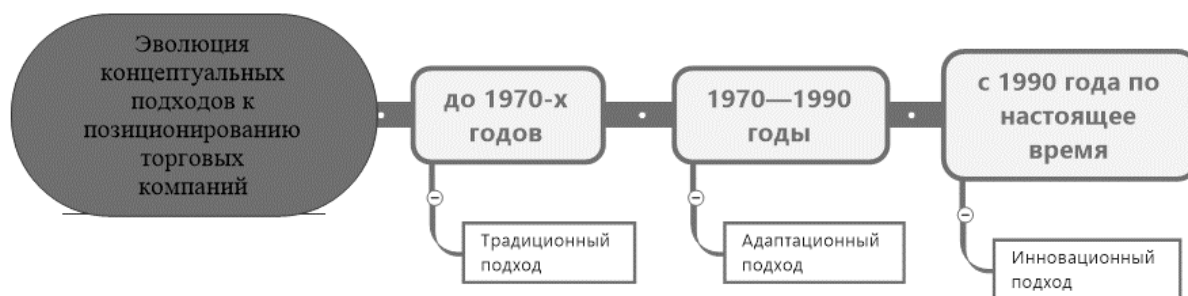 Эволюция
концептуальных
подходов к
позиционированию
торговых
компаний
до 1970-х
годов
1970—1990
годы
с 1990 года по
настоящее
время
Традиционный
подход
Адаптационный
подход
Инновационный
подход